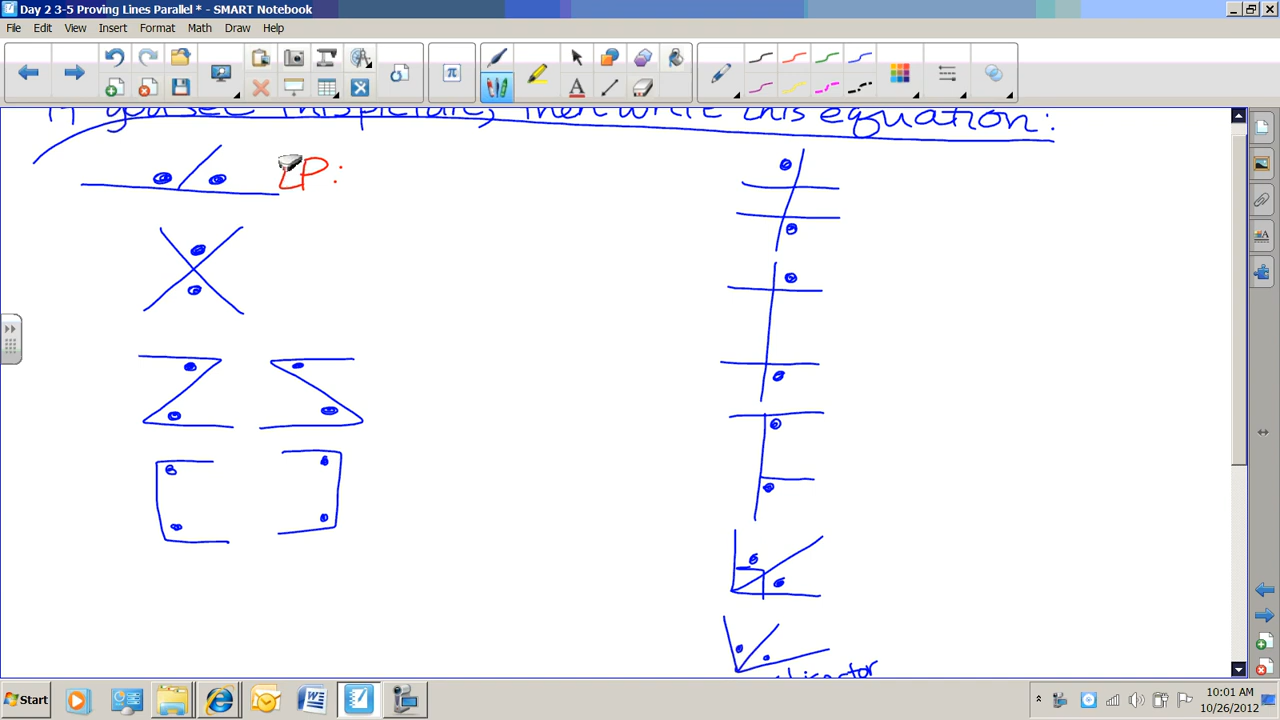 Day 2 3-5 Proving Lines Parallel * - SMART Notebook
File Edit View Insert Format Math Draw Help
If you see this picture, then write this equation:
LP:
bisector
Start
10:01 AM
10/26/2012